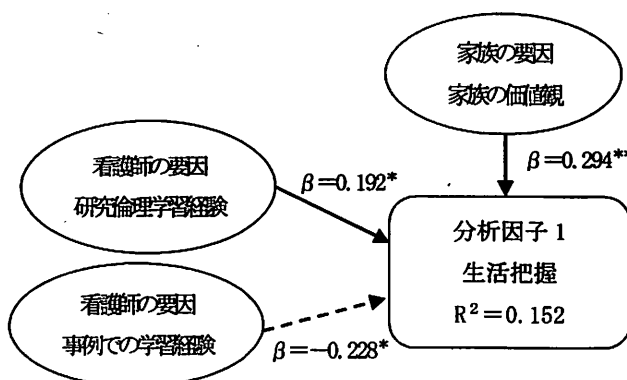 家族の要因
家族の価値観
β=0.294**
看護師の要因
研究倫理学習経験
β=0.192*
分析因子 1
生活把握
R²=0.152
看護師の要因
事例での学習経験
β=-0.228*